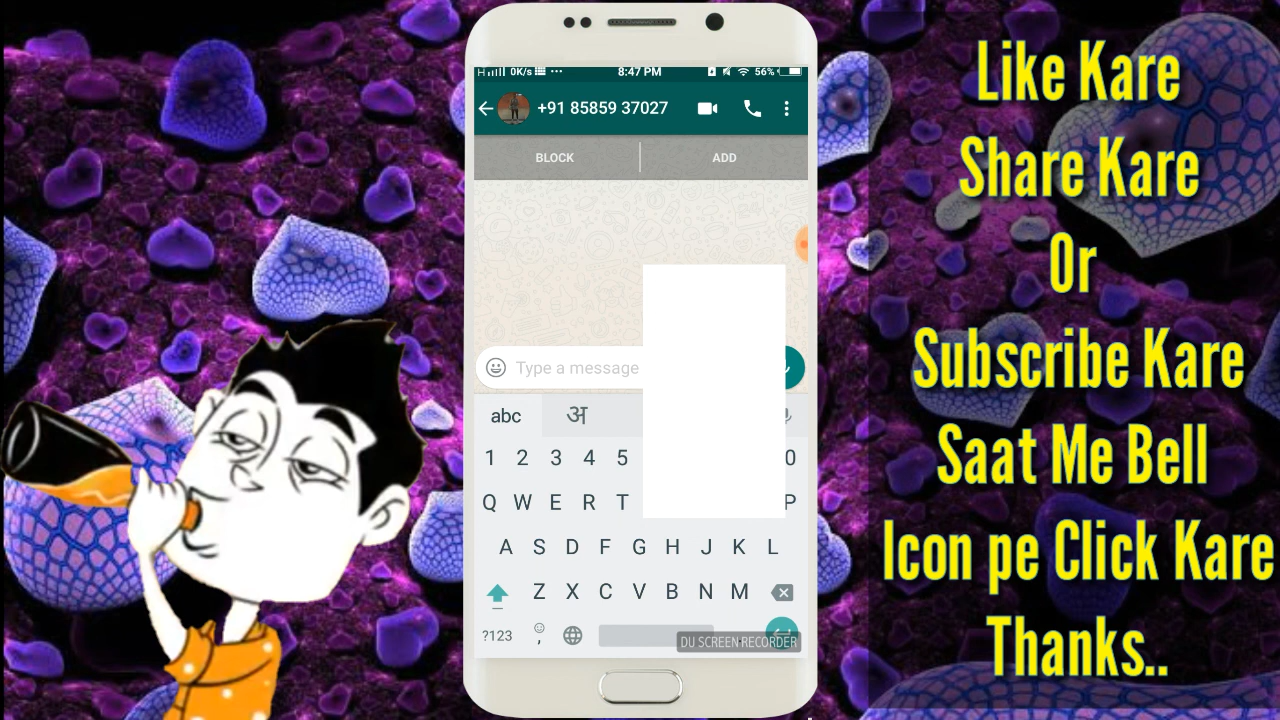 0K/s ... 8:47 PM 56%
+91 85859 37027
BLOCK ADD
Type a message
abc अ
1 2 3 4 5 0
Q W E R T P
A S D F G H J K L
Z X C V B N M
?123 ,
DU SCREEN RECORDER
Like Kare
Share Kare
Or
Subscribe Kare
Saat Me Bell
Icon pe Click Kare
Thanks..